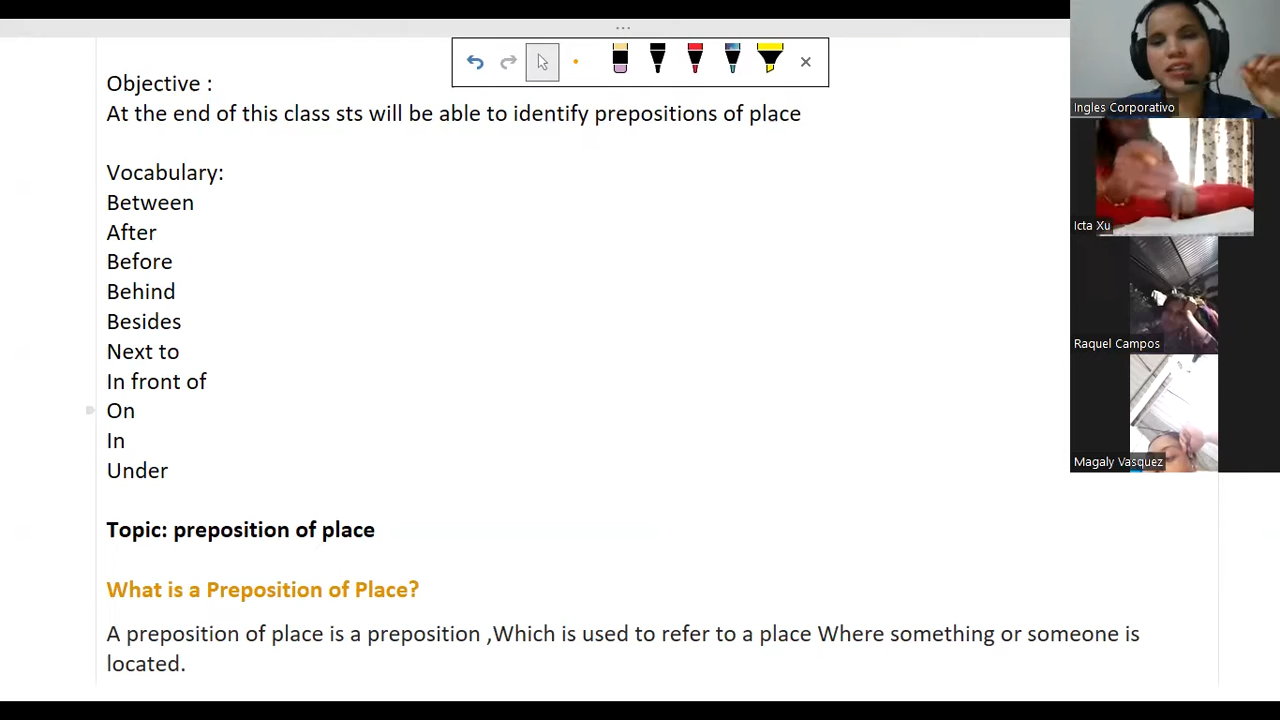 Objective :
At the end of this class sts will be able to identify prepositions of place
Vocabulary:
Between
After
Before
Behind
Besides
Next to
In front of
On
In
Under
Topic: preposition of place
What is a Preposition of Place?
A preposition of place is a preposition ,Which is used to refer to a place Where something or someone is
located.
Ingles Corporativo
Icta Xu
Raquel Campos
Magaly Vasquez